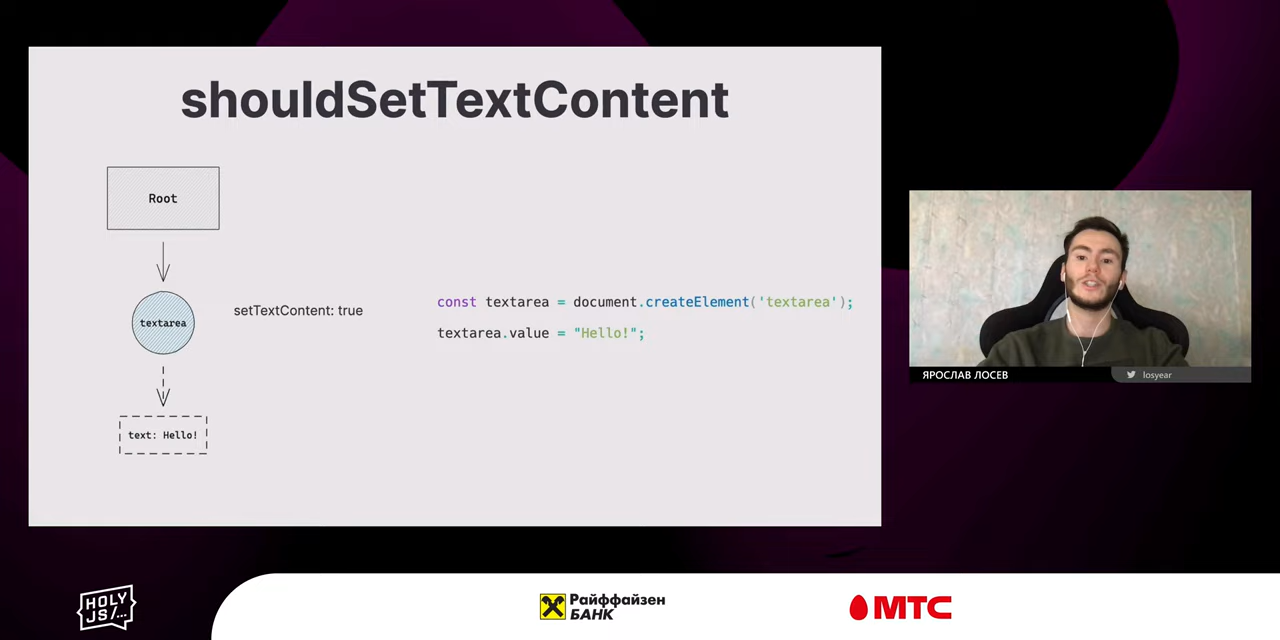 shouldSetTextContent
Root
textarea
setTextContent: true
text: Hello!
const textarea = document.createElement('textarea');
textarea.value = "Hello!";
ЯРОСЛАВ ЛОСЕВ
losyear
HOLY
JS/...
Райффайзен
БАНК
МТС